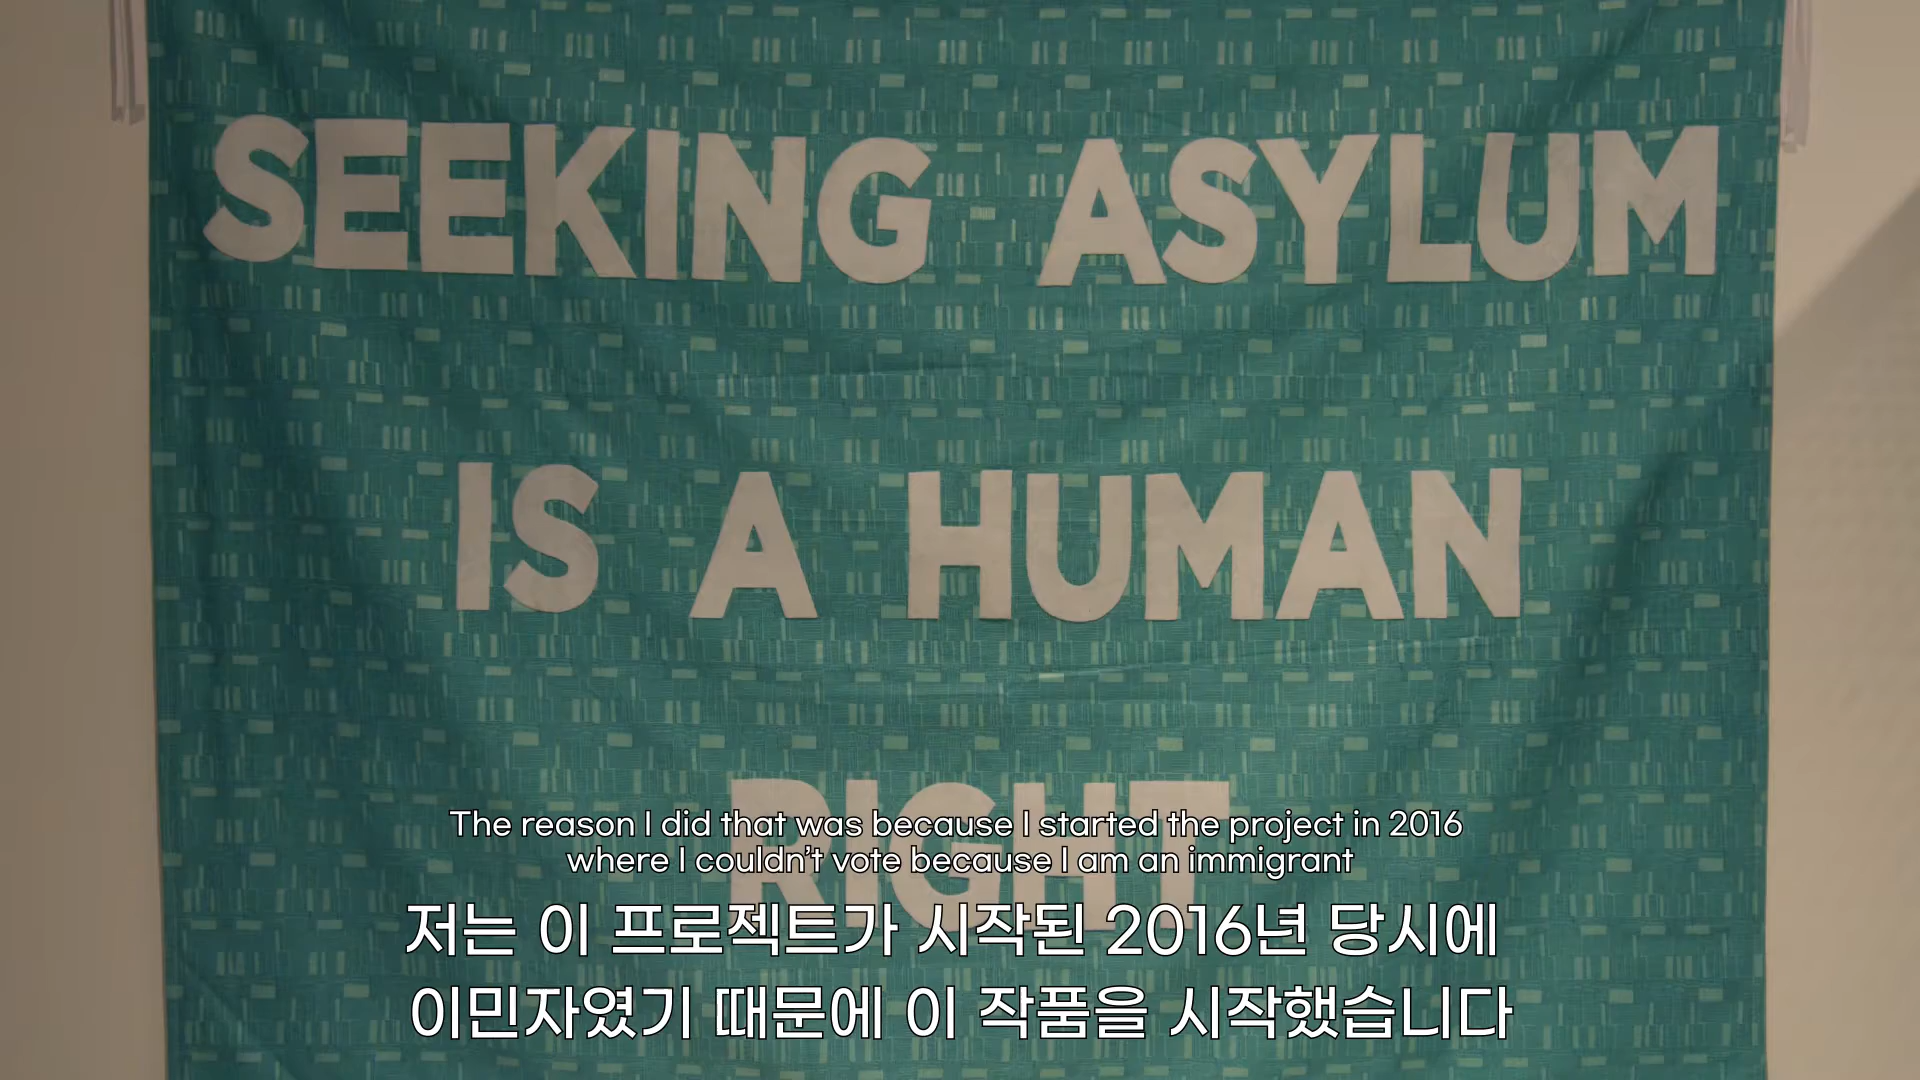 SEEKING ASYLUM
IS A HUMAN
RIGHT
The reason I did that was because I started the project in 2016
where I couldn't vote because I am an immigrant
저는 이 프로젝트가 시작된 2016년 당시에
이민자였기 때문에 이 작품을 시작했습니다